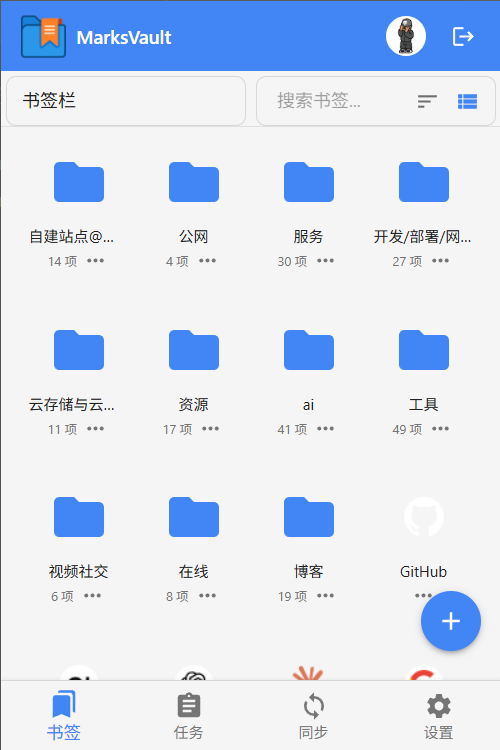 MarksVault
书签栏
搜索书签...
自建站点@...
公网
服务
开发/部署/网...
14 项
4 项
30 项
27 项
云存储与云...
资源
ai
工具
11 项
17 项
41 项
49 项
视频社交
在线
博客
GitHub
6 项
8 项
19 项
书签
任务
同步
设置